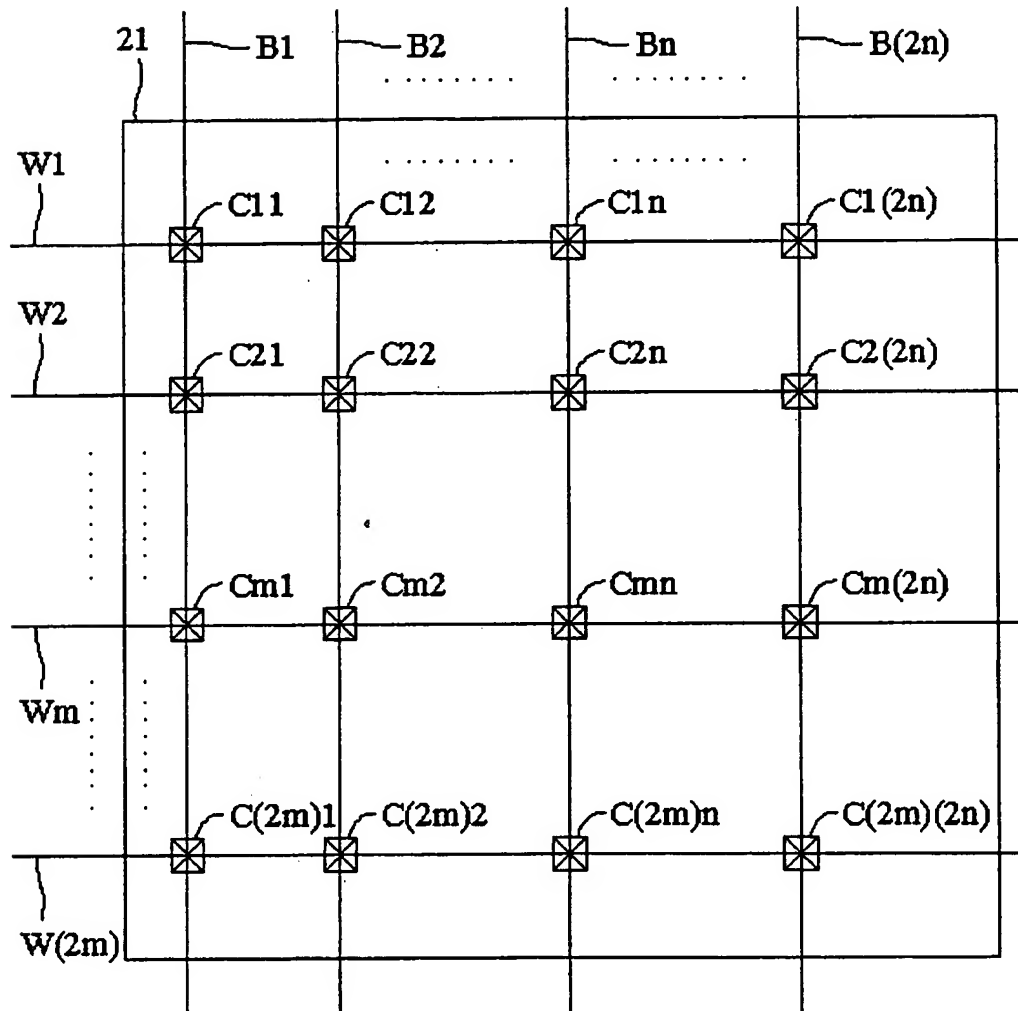 21
B1
B2
Bn
B(2n)
W1
C11
C12
C1n
C1(2n)
W2
C21
C22
C2n
C2(2n)
Cm1
Cm2
Cmn
Cm(2n)
Wm
C(2m)1
C(2m)2
C(2m)n
C(2m)(2n)
W(2m)